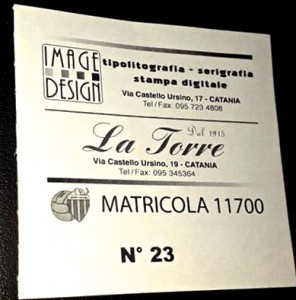 IMAGE
DESIGN
tipolitografia - serigrafia
stampa digitale
Via Castello Ursino, 17 - CATANIA
Tel/Fax: 095 723 4806
La Torre
Dal 1913
Via Castello Ursino, 19 - CATANIA
Tel/Fax: 095 345364
MATRICOLA 11700
N° 23